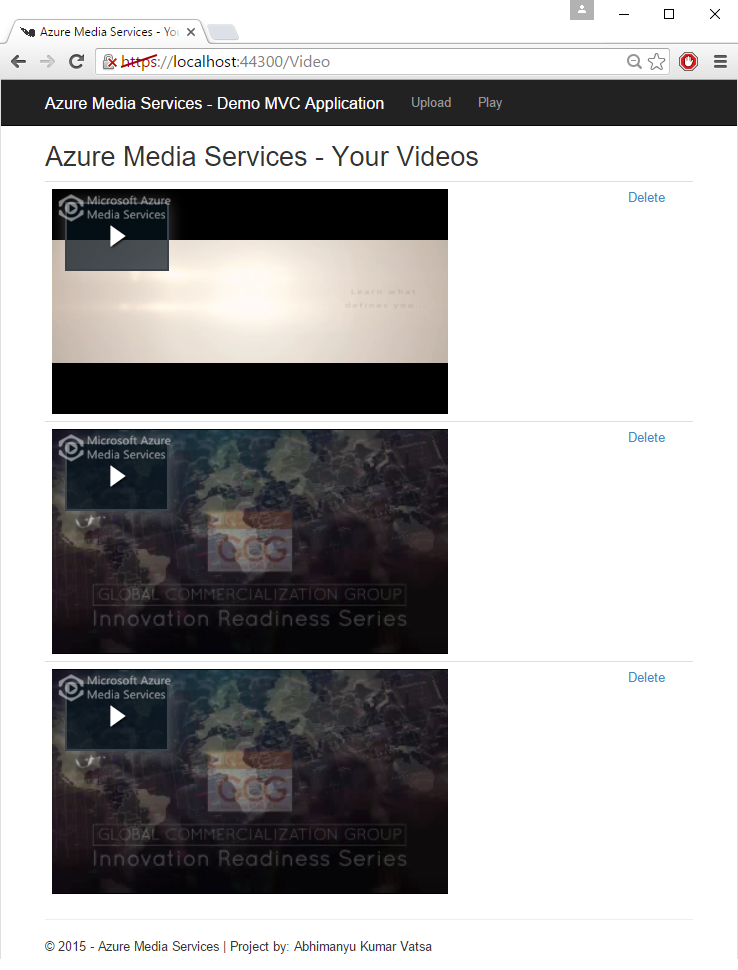 Azure Media Services - Yo
https://localhost:44300/Video
Azure Media Services - Demo MVC Application Upload Play
Azure Media Services - Your Videos
Microsoft Azure
Media Services
Delete
Learn what
defines you.
Microsoft Azure
Media Services
Delete
GCG
GLOBAL COMMERCIALIZATION GROUP
Innovation Readiness Series
Microsoft Azure
Media Services
Delete
GCG
GLOBAL COMMERCIALIZATION GROUP
Innovation Readiness Series
© 2015 - Azure Media Services | Project by: Abhimanyu Kumar Vatsa